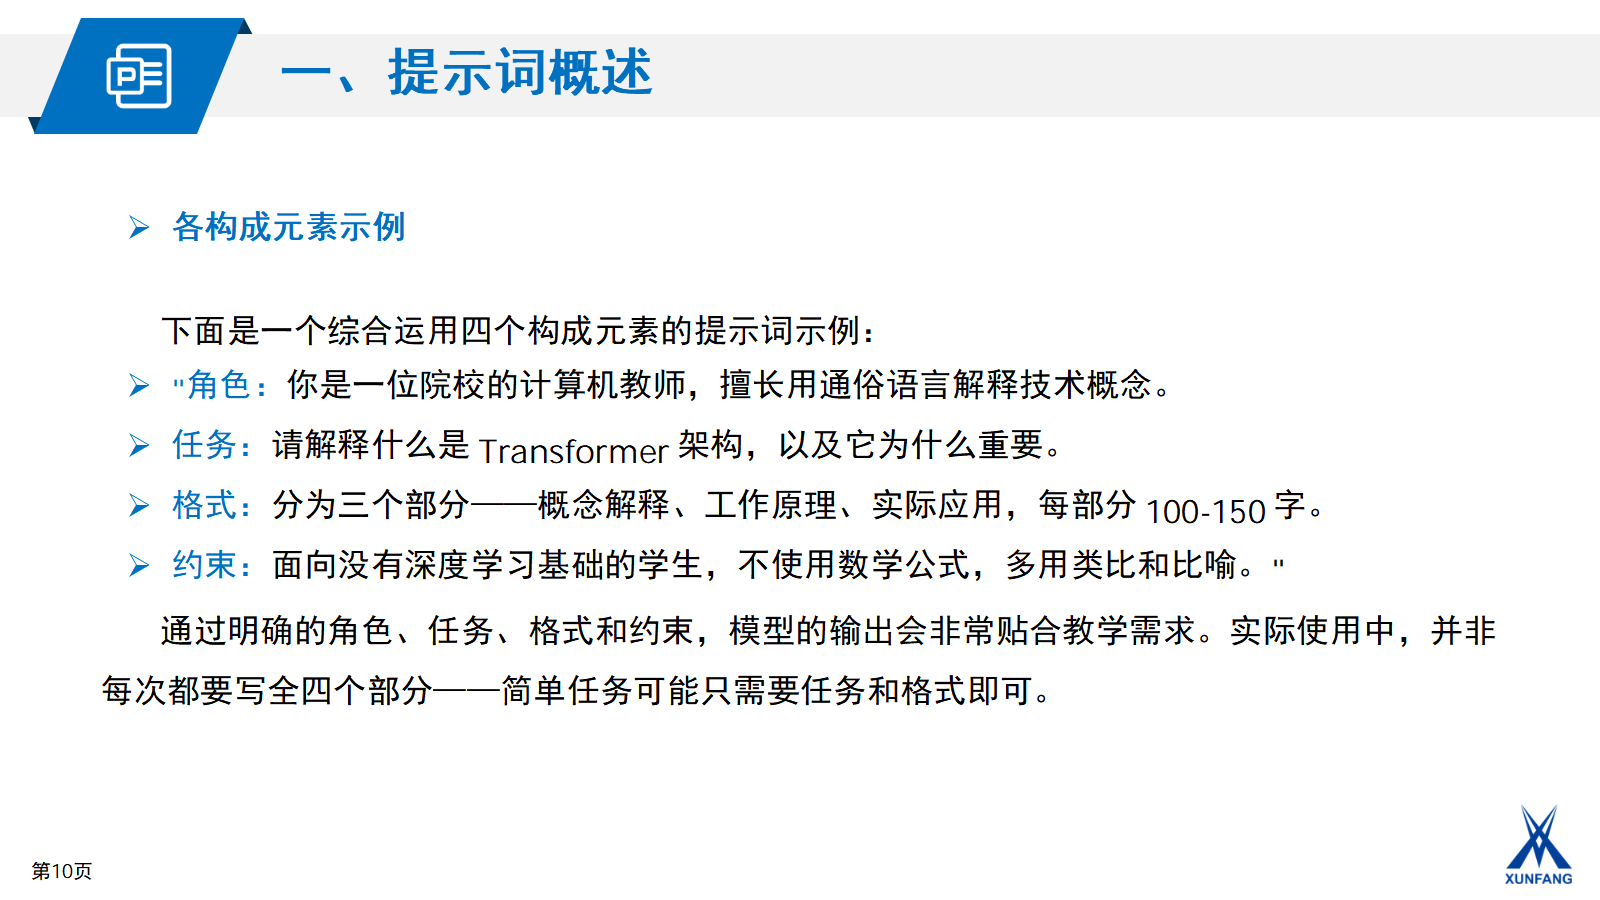 一、提示词概述
各构成元素示例
下面是一个综合运用四个构成元素的提示词示例：
"角色：你是一位院校的计算机教师，擅长用通俗语言解释技术概念。
任务：请解释什么是 Transformer 架构，以及它为什么重要。
格式：分为三个部分——概念解释、工作原理、实际应用，每部分 100-150 字。
约束：面向没有深度学习基础的学生，不使用数学公式，多用类比和比喻。"
通过明确的角色、任务、格式和约束，模型的输出会非常贴合教学需求。实际使用中，并非
每次都要写全四个部分——简单任务可能只需要任务和格式即可。
第10页
XUNFANG